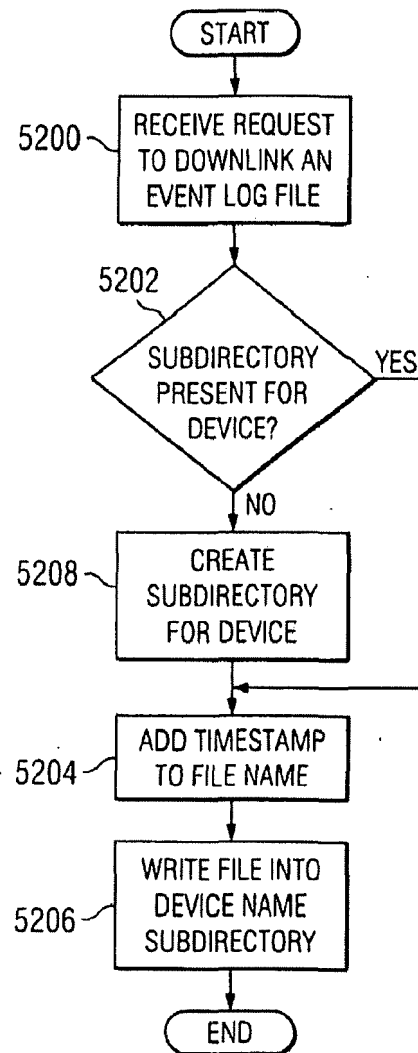 START
5200
RECEIVE REQUEST
TO DOWNLINK AN
EVENT LOG FILE
5202
SUBDIRECTORY
PRESENT FOR
DEVICE?
YES
NO
5208
CREATE
SUBDIRECTORY
FOR DEVICE
5204
ADD TIMESTAMP
TO FILE NAME
5206
WRITE FILE INTO
DEVICE NAME
SUBDIRECTORY
END